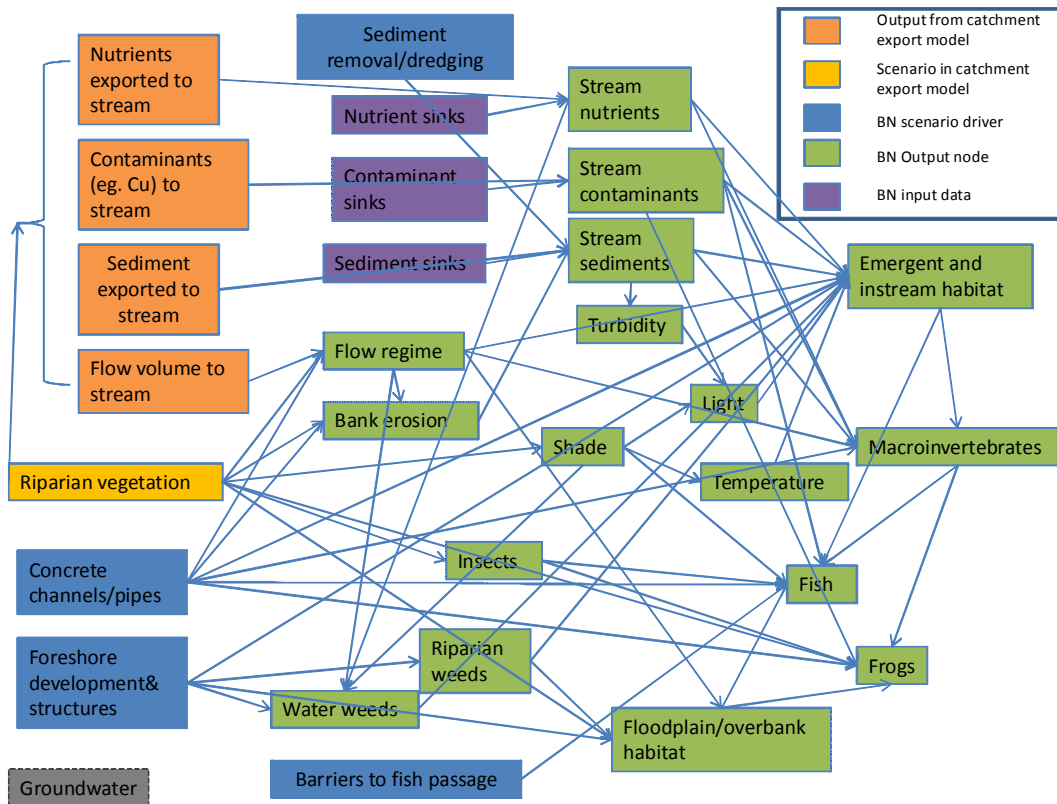 Sediment
removal/dredging
Output from catchment
export model
Scenario in catchment
export model
BN scenario driver
BN Output node
BN input data
Nutrients
exported to
stream
Nutrient sinks
Stream
nutrients
Contaminants
(eg. Cu) to
stream
Contaminant
sinks
Stream
contaminants
Sediment
exported to
stream
Sediment sinks
Stream
sediments
Emergent and
instream habitat
Turbidity
Flow volume to
stream
Flow regime
Bank erosion
Light
Shade
Macroinvertebrates
Riparian vegetation
Temperature
Concrete
channels/pipes
Insects
Fish
Foreshore
development&
structures
Riparian
weeds
Frogs
Water weeds
Floodplain/overbank
habitat
Barriers to fish passage
Groundwater